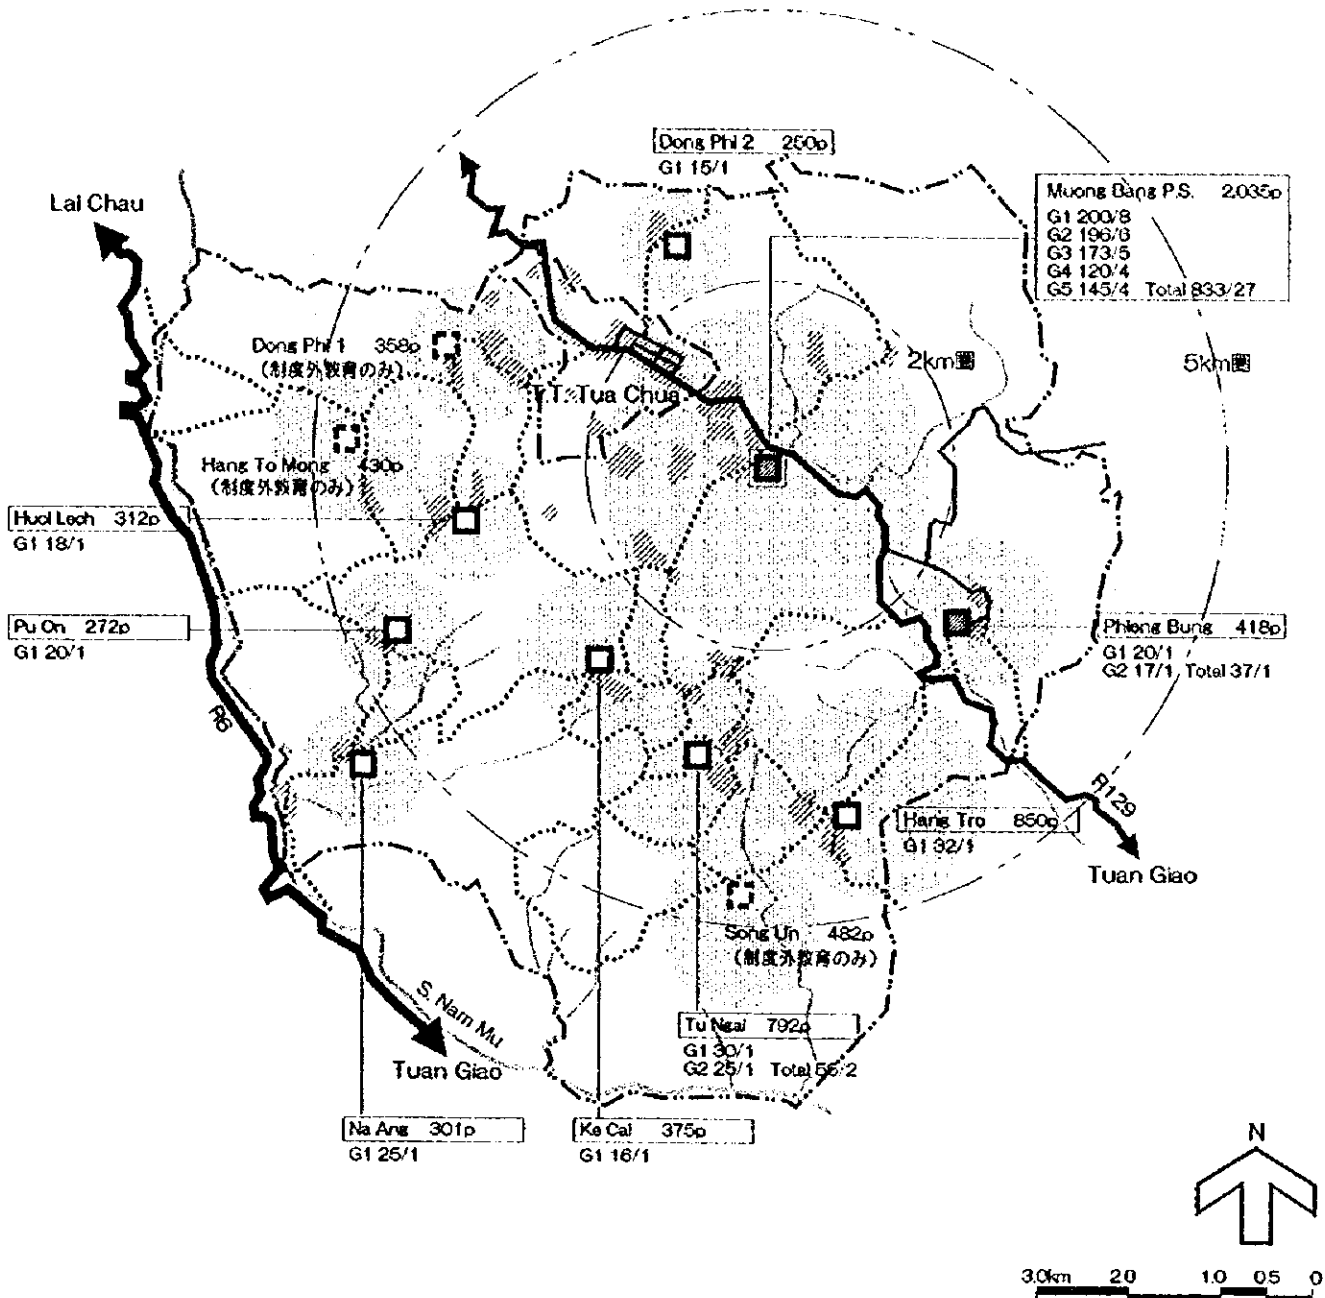 Dong Phi 2 250p
G1 15/1
Lai Chau
Muong Bang P.S. 2,035p
G1 200/8
G2 196/6
G3 173/5
G4 120/4
G5 145/4 Total 833/27
Dong Phi 1 358p
(制度外教育のみ)
2km圏
5km圏
T.T. Tua Chua
Hang To Mong 430p
(制度外教育のみ)
Huoi Lech 312p
G1 18/1
Pu On 272p
G1 20/1
Phieng Bung 418p
G1 20/1
G2 17/1 Total 37/1
R6
R129
Hang Tro 850p
G1 32/1
Tuan Giao
Song Un 482p
(制度外教育のみ)
S. Nam Mu
Tu Ngai 792p
G1 30/1
G2 25/1 Total 55/2
Tuan Giao
Na Ang 301p
G1 25/1
Ke Cai 375p
G1 16/1
N
3.0km 2.0 1.0 0.5 0